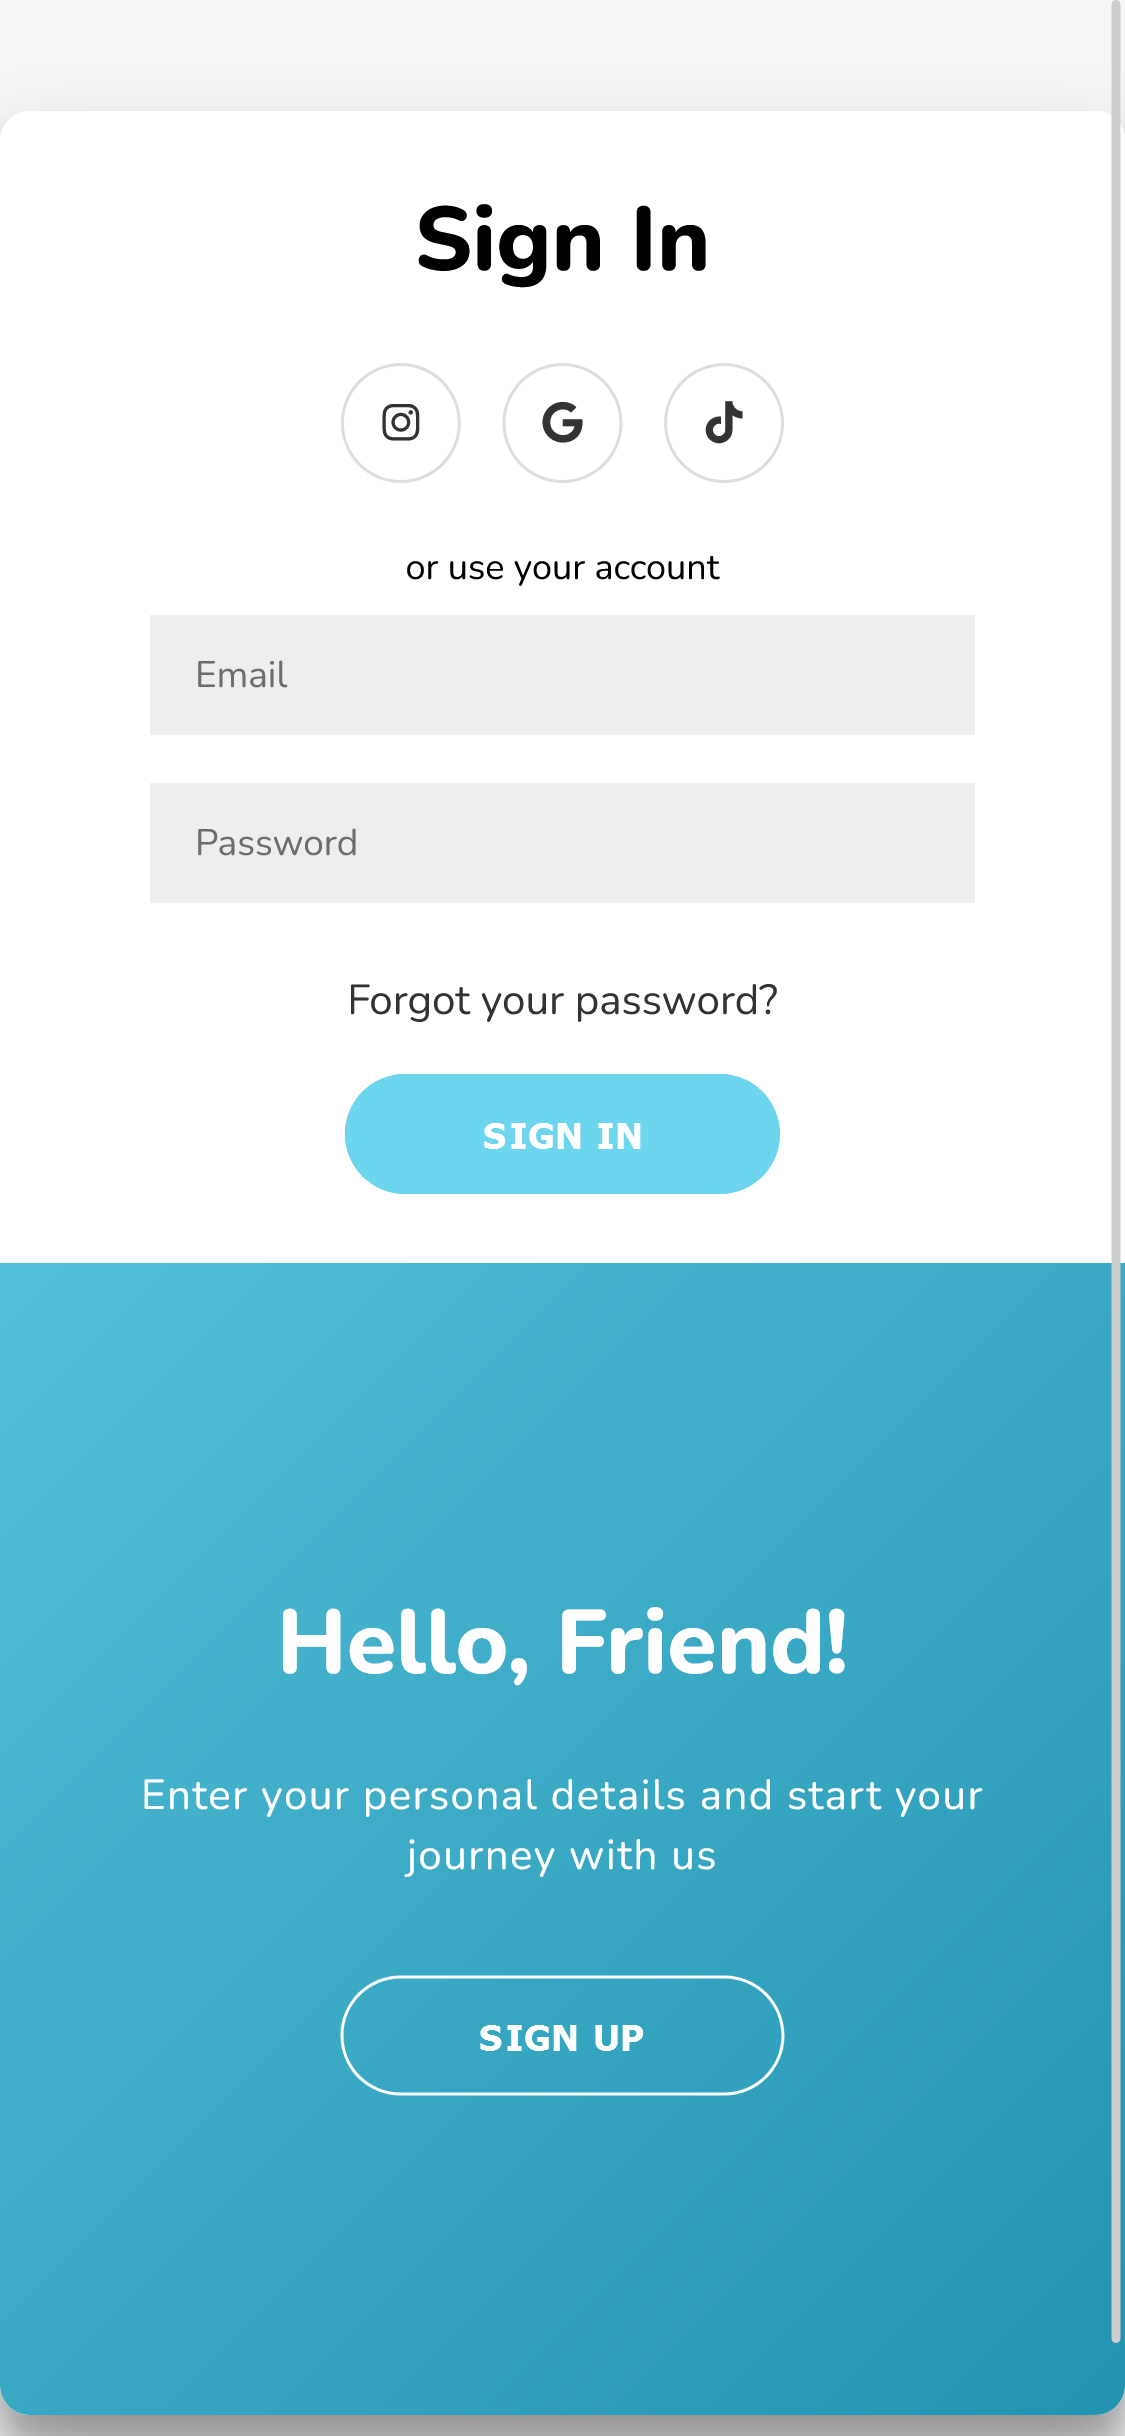 Sign In
or use your account
Email
Password
Forgot your password?
SIGN IN
Hello, Friend!
Enter your personal details and start your
journey with us
SIGN UP